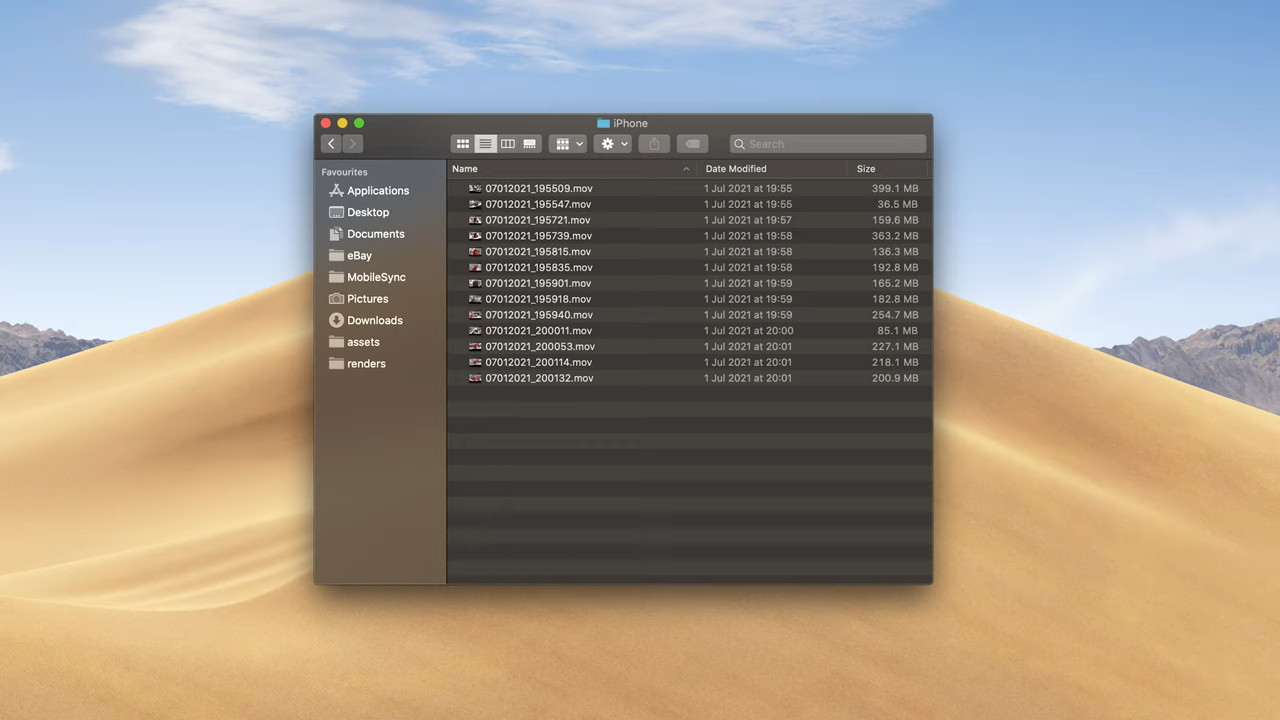 iPhone
Search
Favourites
Applications
Desktop
Documents
eBay
MobileSync
Pictures
Downloads
assets
renders
Name Date Modified Size
07012021_195509.mov 1 Jul 2021 at 19:55 399.1 MB
07012021_195547.mov 1 Jul 2021 at 19:55 36.5 MB
07012021_195721.mov 1 Jul 2021 at 19:57 159.6 MB
07012021_195739.mov 1 Jul 2021 at 19:58 363.2 MB
07012021_195815.mov 1 Jul 2021 at 19:58 136.3 MB
07012021_195835.mov 1 Jul 2021 at 19:58 192.8 MB
07012021_195901.mov 1 Jul 2021 at 19:59 165.2 MB
07012021_195918.mov 1 Jul 2021 at 19:59 182.8 MB
07012021_195940.mov 1 Jul 2021 at 19:59 254.7 MB
07012021_200011.mov 1 Jul 2021 at 20:00 85.1 MB
07012021_200053.mov 1 Jul 2021 at 20:01 227.1 MB
07012021_200114.mov 1 Jul 2021 at 20:01 218.1 MB
07012021_200132.mov 1 Jul 2021 at 20:01 200.9 MB